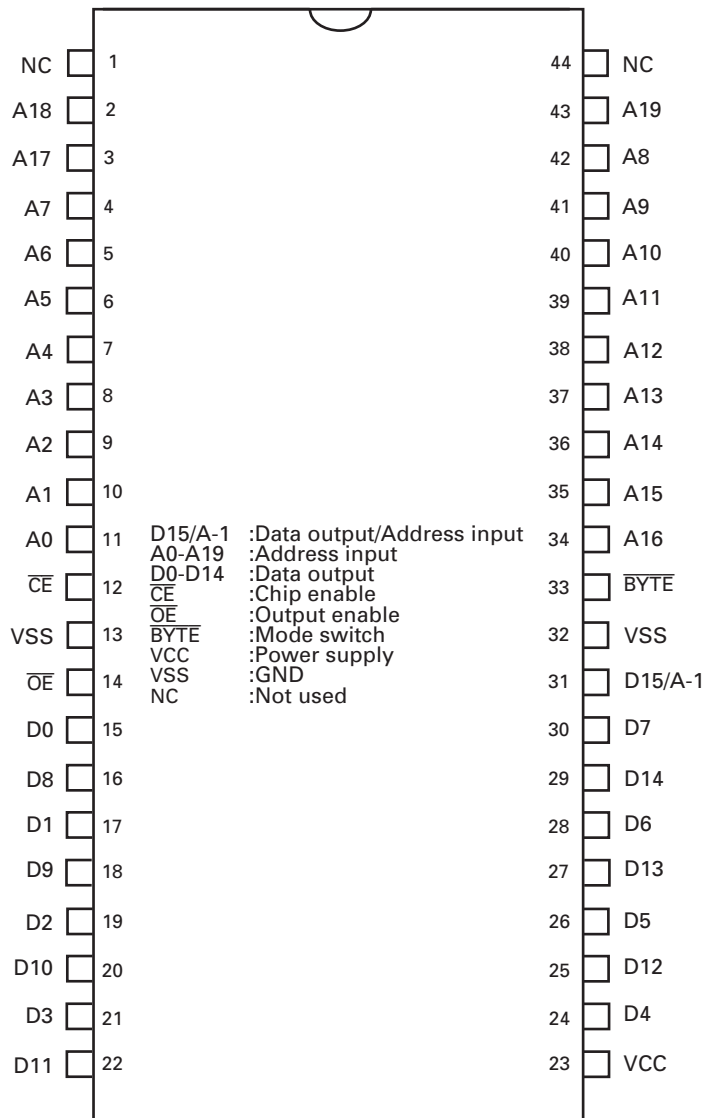 NC 1 44 NC
A18 2 43 A19
A17 3 42 A8
A7 4 41 A9
A6 5 40 A10
A5 6 39 A11
A4 7 38 A12
A3 8 37 A13
A2 9 36 A14
A1 10 35 A15
A0 11 D15/A-1 :Data output/Address input 34 A16
A0-A19 :Address input
D0-D14 :Data output
C̅E̅ 12 C̅E̅ :Chip enable 33 B̅Y̅T̅E̅
O̅E̅ :Output enable
VSS 13 B̅Y̅T̅E̅ :Mode switch 32 VSS
VCC :Power supply
O̅E̅ 14 VSS :GND 31 D15/A-1
NC :Not used
D0 15 30 D7
D8 16 29 D14
D1 17 28 D6
D9 18 27 D13
D2 19 26 D5
D10 20 25 D12
D3 21 24 D4
D11 22 23 VCC